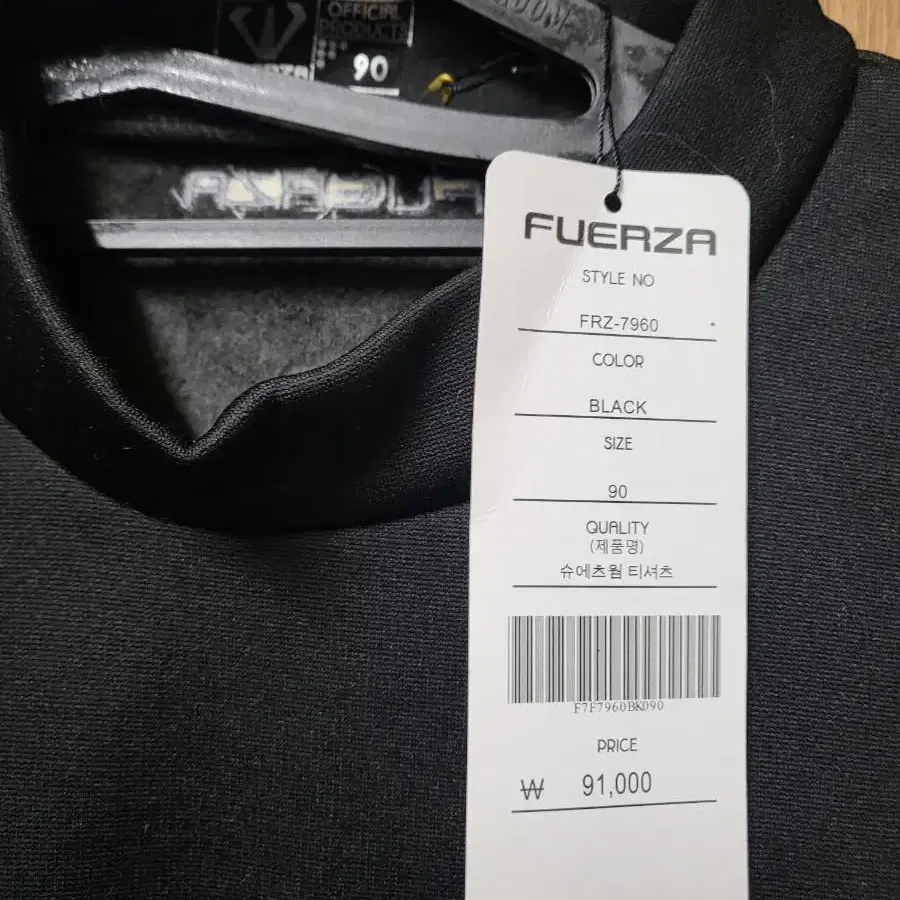 OFFICIAL
PRODUCTS
90
FUERZA
STYLE NO
FRZ-7960
COLOR
BLACK
SIZE
90
QUALITY
(제품명)
슈에츠웜 티셔츠
F7F7960BK090
PRICE
₩ 91,000